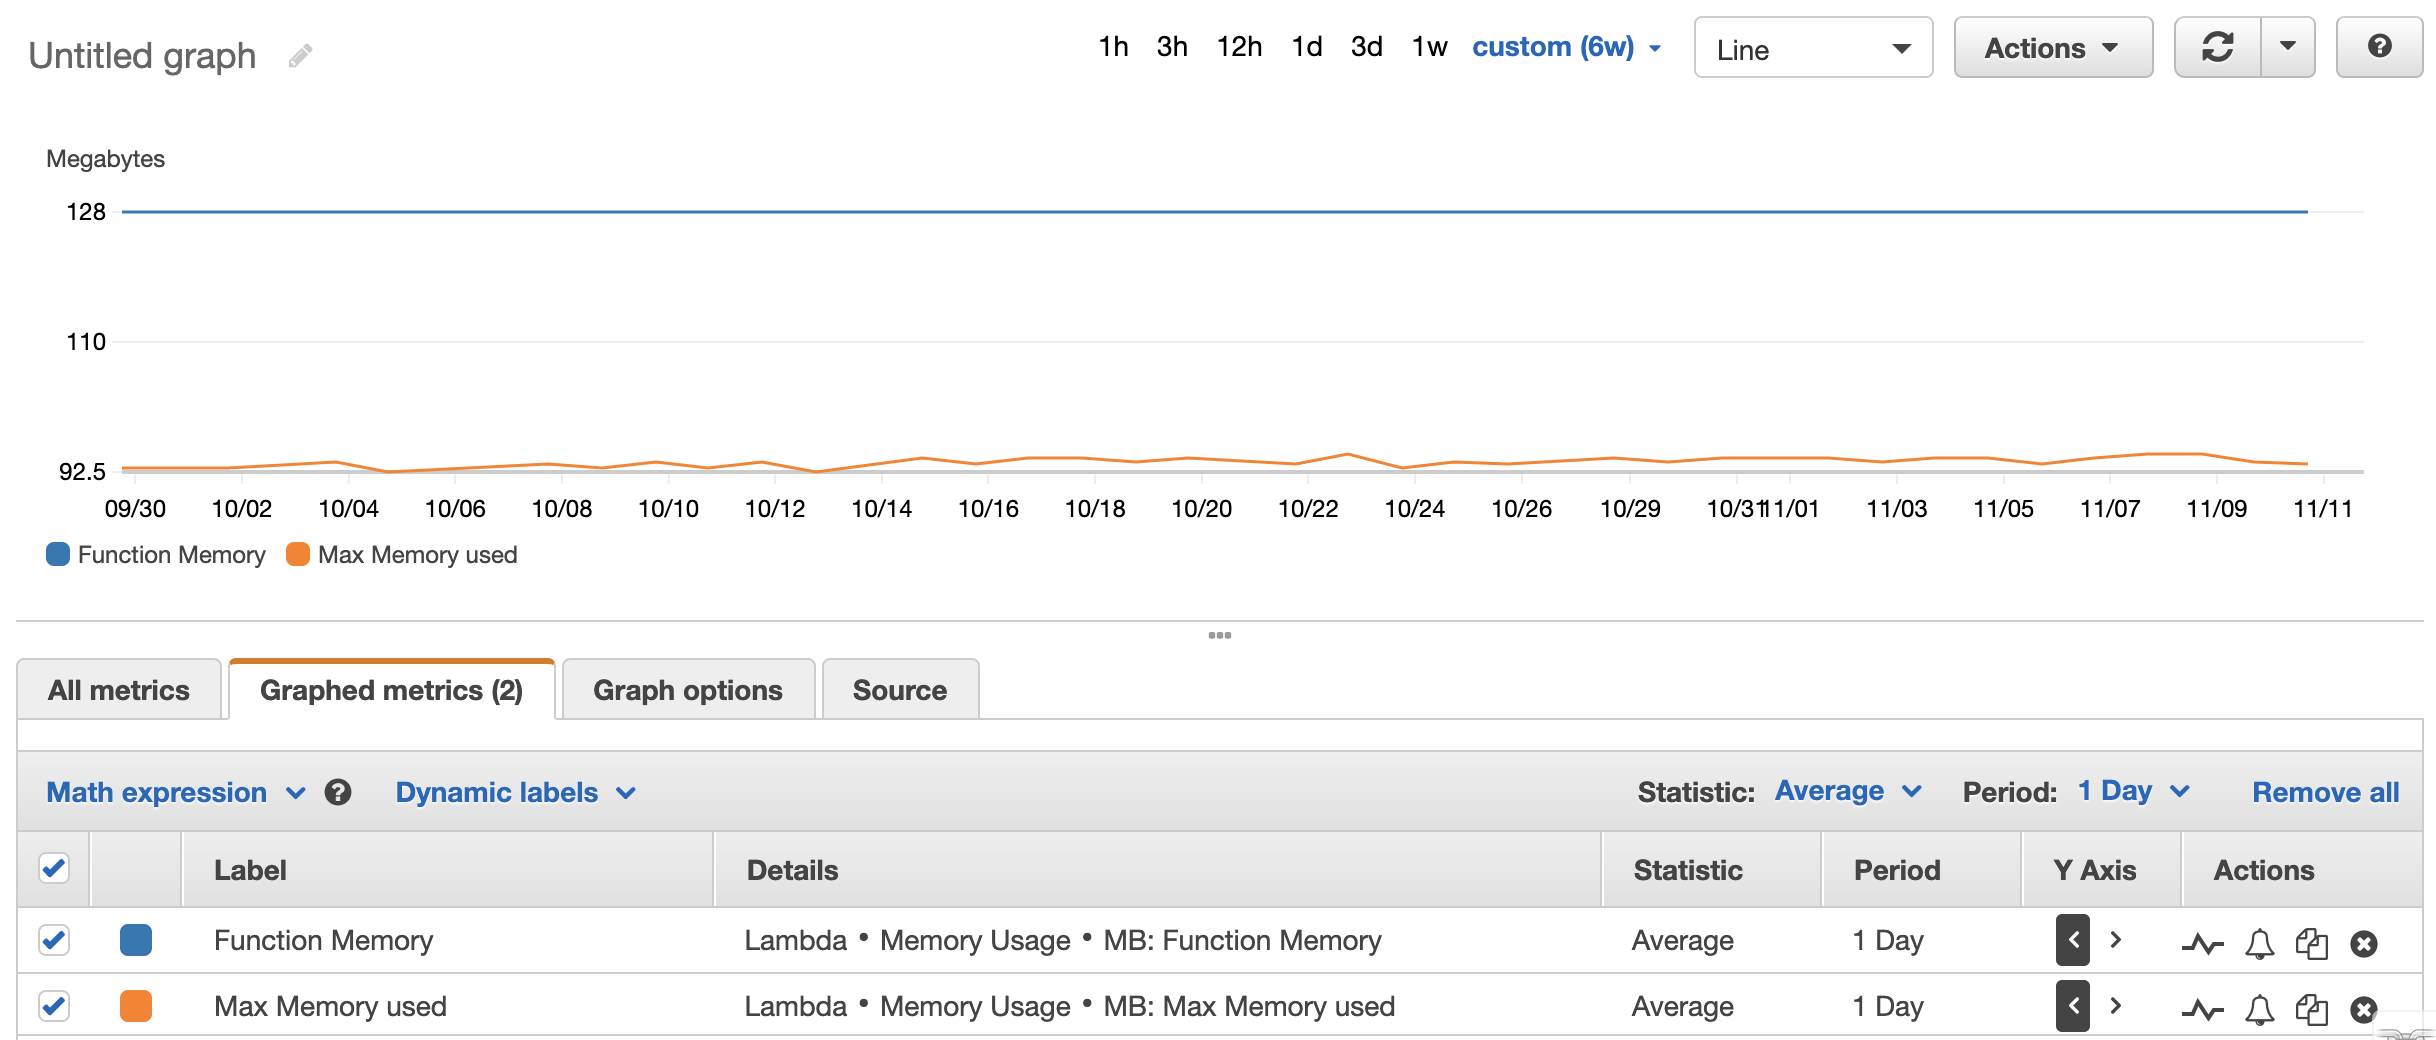 Untitled graph
1h 3h 12h 1d 3d 1w custom (6w) Line Actions
Megabytes
128
110
92.5
09/30 10/02 10/04 10/06 10/08 10/10 10/12 10/14 10/16 10/18 10/20 10/22 10/24 10/26 10/29 10/31 11/01 11/03 11/05 11/07 11/09 11/11
Function Memory Max Memory used
All metrics Graphed metrics (2) Graph options Source
Math expression ? Dynamic labels Statistic: Average Period: 1 Day Remove all
Label Details Statistic Period Y Axis Actions
Function Memory Lambda • Memory Usage • MB: Function Memory Average 1 Day
Max Memory used Lambda • Memory Usage • MB: Max Memory used Average 1 Day